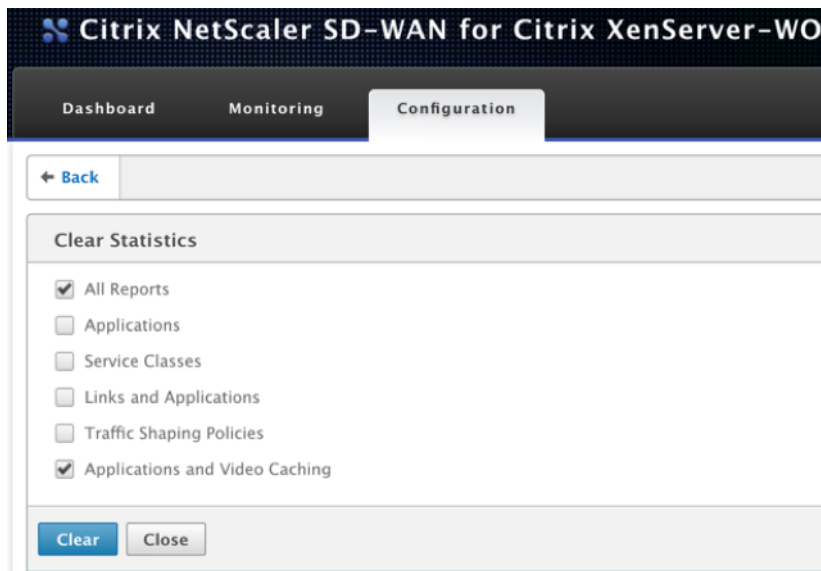 Citrix NetScaler SD-WAN for Citrix XenServer-WO
Dashboard Monitoring Configuration
Back
Clear Statistics
All Reports
Applications
Service Classes
Links and Applications
Traffic Shaping Policies
Applications and Video Caching
Clear Close